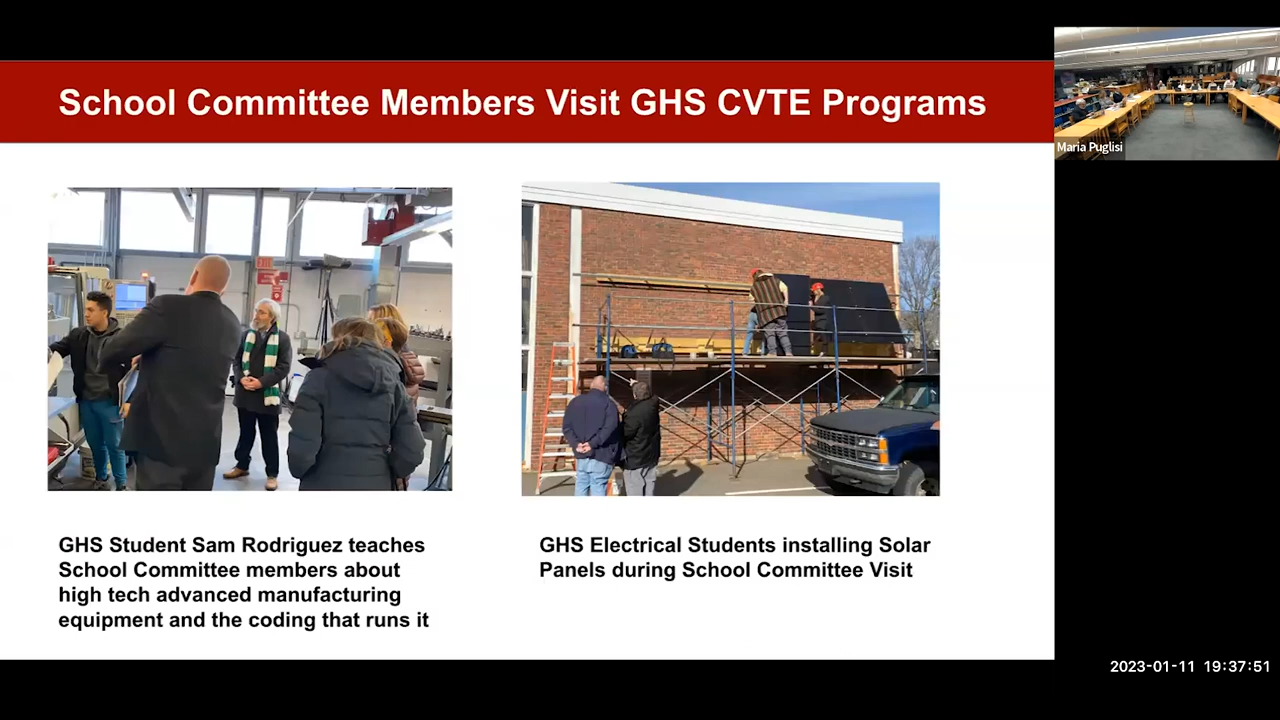 School Committee Members Visit GHS CVTE Programs
Maria Puglisi
EXIT
GHS Student Sam Rodriguez teaches
School Committee members about
high tech advanced manufacturing
equipment and the coding that runs it
GHS Electrical Students installing Solar
Panels during School Committee Visit
2023-01-11 19:37:51